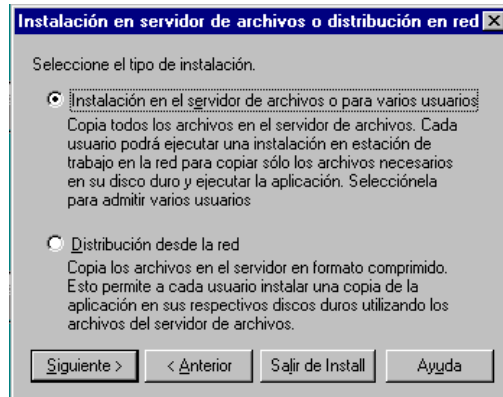 Instalación en servidor de archivos o distribución en red
Seleccione el tipo de instalación.
Instalación en el servidor de archivos o para varios usuarios
Copia todos los archivos en el servidor de archivos. Cada
usuario podrá ejecutar una instalación en estación de
trabajo en la red para copiar sólo los archivos necesarios
en su disco duro y ejecutar la aplicación. Selecciónela
para admitir varios usuarios
Distribución desde la red
Copia los archivos en el servidor en formato comprimido.
Esto permite a cada usuario instalar una copia de la
aplicación en sus respectivos discos duros utilizando los
archivos del servidor de archivos.
Siguiente > < Anterior Salir de Install Ayuda